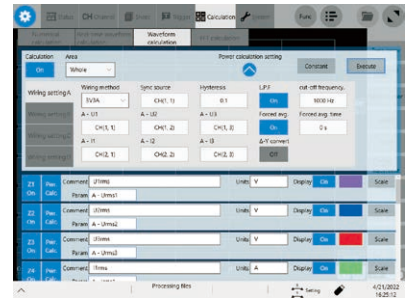 Status CH Channel Trigger Calculation Func
Waveform
calculation
Calculation Area Power calculation setting
On Whole Constant Execute
Wiring method Sync source Hysteresis L.P.F cut-off frequency.
Wiring setting A 3V3A CH(1, 1) 0.1 On 1000 Hz
A - U1 A - U2 A - U3 Forced avg. Forced avg. time
CH(1, 1) CH(1, 2) CH(1, 3) On 0 s
A - I1 A - I2 A - I3 Δ-Y convert
CH(2, 1) CH(2, 2) CH(2, 3) Off
Z1 Pwr. Comment U1rms Units V Display On Scale
On Calc. Param A - Urms1
Z2 Pwr. Comment U2rms Units V Display On Scale
On Calc. Param A - Urms2
Z3 Pwr. Comment U3rms Units V Display On Scale
On Calc. Param A - Urms3
Z4 Pwr. Comment I1rms Units A Display On Scale
Processing files Setting 4/21/2022
16:25:12